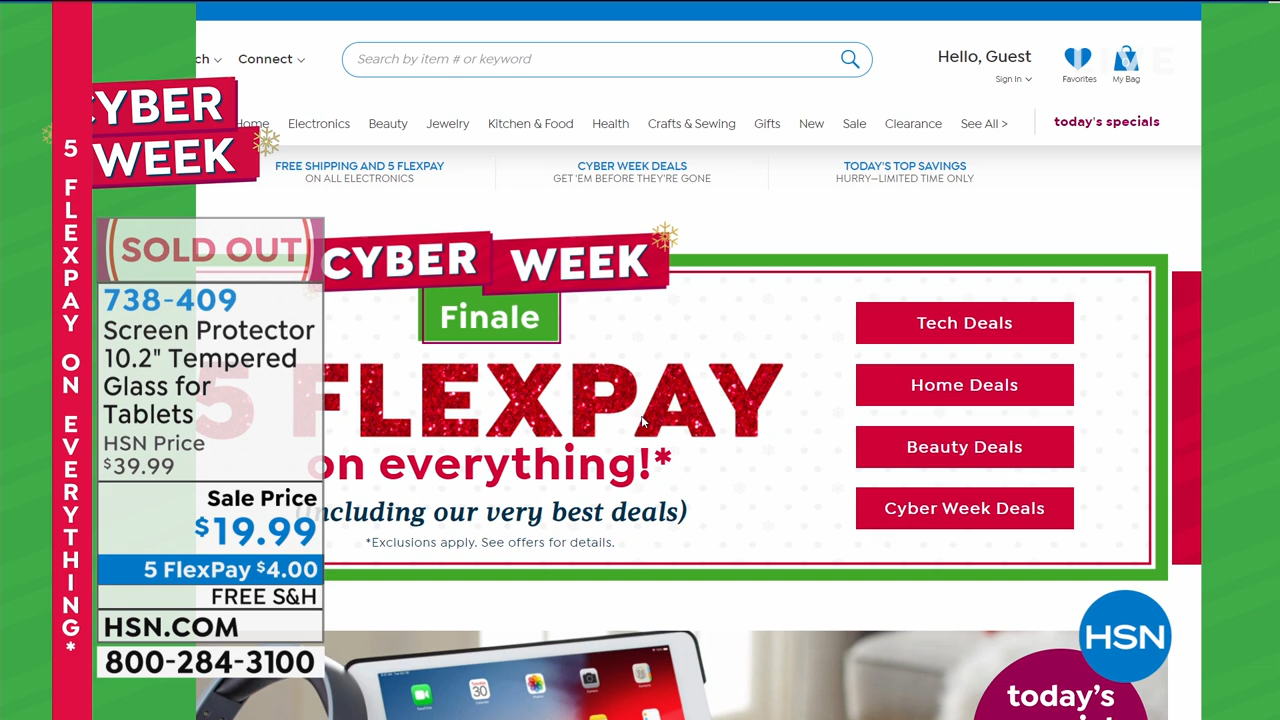 ch
Connect
Search by item # or keyword
Hello, Guest
Sign In
Favorites
0
My Bag
Home
Electronics
Beauty
Jewelry
Kitchen & Food
Health
Crafts & Sewing
Gifts
New
Sale
Clearance
See All >
today's specials
FREE SHIPPING AND 5 FLEXPAY
ON ALL ELECTRONICS
CYBER WEEK DEALS
GET 'EM BEFORE THEY'RE GONE
TODAY'S TOP SAVINGS
HURRY—LIMITED TIME ONLY
CYBER
WEEK
5 FLEXPAY ON EVERYTHING!*
SOLD OUT
738-409
Screen Protector
10.2" Tempered
Glass for
Tablets
HSN Price
$39.99
Sale Price
$19.99
5 FlexPay $4.00
FREE S&H
HSN.COM
800-284-3100
CYBER WEEK
Finale
5 FLEXPAY
on everything!*
(including our very best deals)
*Exclusions apply. See offers for details.
Tech Deals
Home Deals
Beauty Deals
Cyber Week Deals
HSN
Tuesday
30
today's